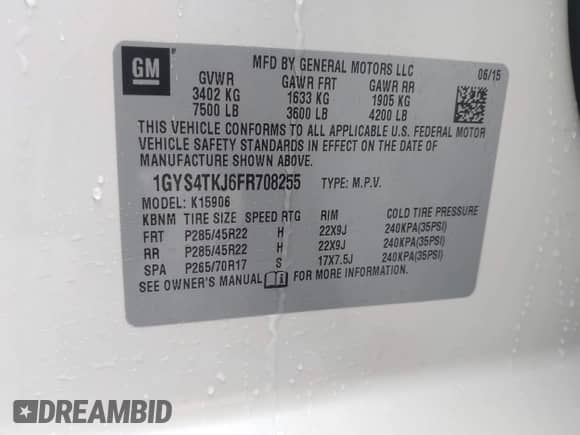 GM
MFD BY GENERAL MOTORS LLC 06/15
GVWR GAWR FRT GAWR RR
3402 KG 1633 KG 1905 KG
7500 LB 3600 LB 4200 LB
THIS VEHICLE CONFORMS TO ALL APPLICABLE U.S. FEDERAL MOTOR
VEHICLE SAFETY STANDARDS IN EFFECT ON THE DATE OF
MANUFACTURE SHOWN ABOVE.
1GYS4TKJ6FR708255 TYPE: M.P.V.
MODEL: K15906
KBNM TIRE SIZE SPEED RTG RIM COLD TIRE PRESSURE
FRT P285/45R22 H 22X9J 240KPA(35PSI)
RR P285/45R22 H 22X9J 240KPA(35PSI)
SPA P265/70R17 S 17X7.5J 240KPA(35PSI)
SEE OWNER'S MANUAL FOR MORE INFORMATION.
DREAMBID